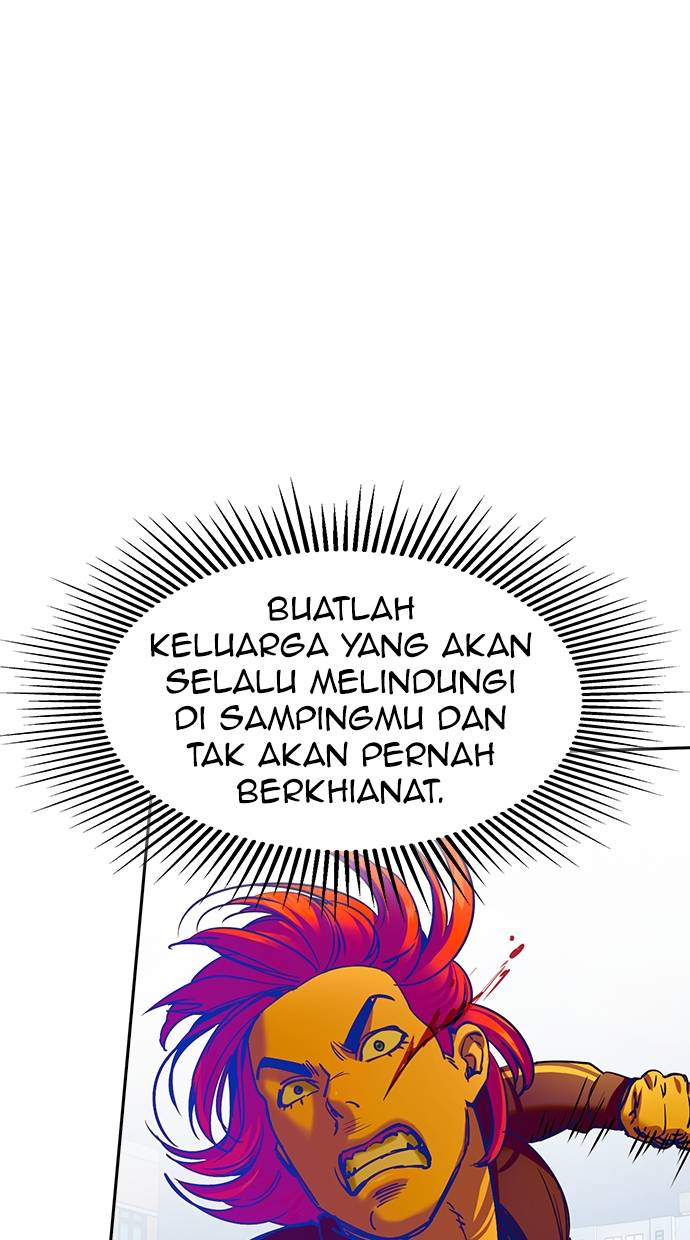 BUATLAH
KELUARGA YANG AKAN
SELALU MELINDUNGI
DI SAMPINGMU DAN
TAK AKAN PERNAH
BERKHIANAT.